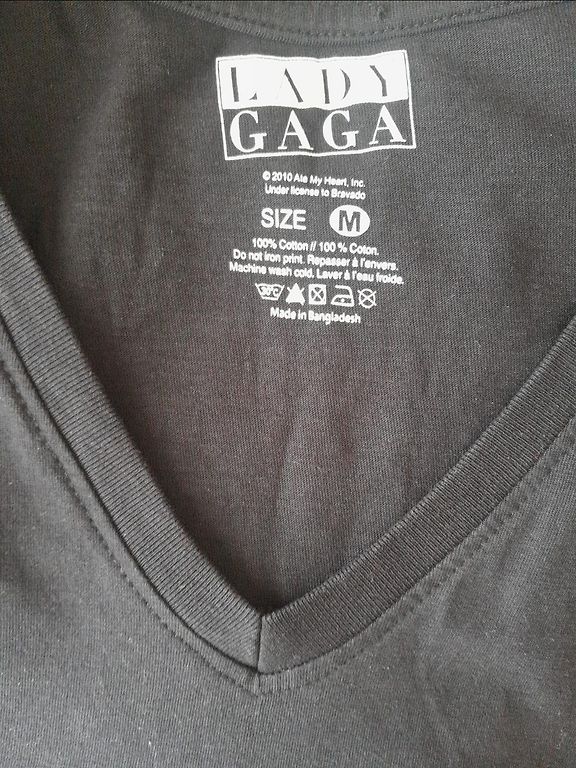 LADY
GAGA
© 2010 Ate My Heart, Inc.
Under license to Bravado
SIZE M
100% Cotton // 100 % Coton.
Do not iron print. Repasser à l'envers.
Machine wash cold. Laver à l'eau froide.
30°C
Made in Bangladesh